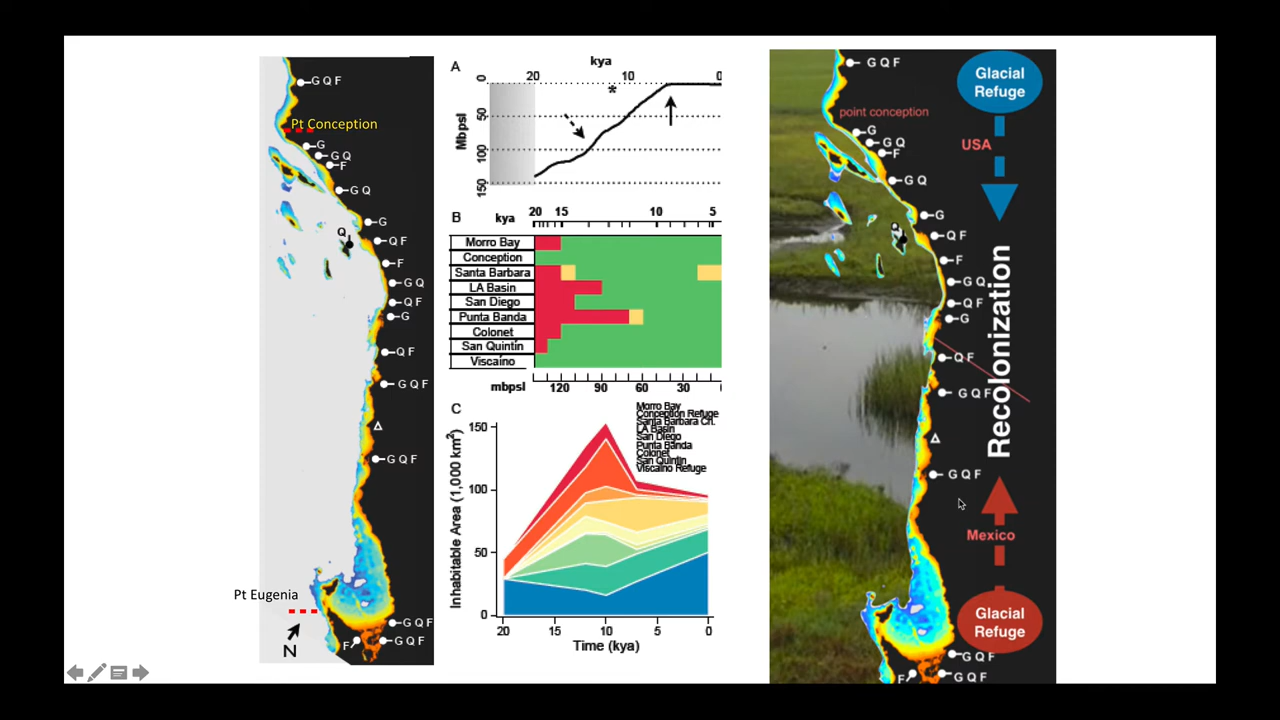 G Q F
Pt Conception
G
G Q
F
G Q
G
Q
Q F
F
G Q
Q F
G
Q F
G Q F
G Q F
Pt Eugenia
N
G Q F
F
G Q F
A
kya
20
10
0
*
Mbpsl
0
50
100
150
B
kya
20 15 10 5
Morro Bay
Conception
Santa Barbara
LA Basin
San Diego
Punta Banda
Colonet
San Quintín
Viscaíno
mbpsl
120 90 60 30
C
Morro Bay
Conception Refuge
Santa Barbara Ch.
LA Basin
San Diego
Punta Banda
Colonet
San Quintin
Viscaíno Refuge
Inhabitable Area (1,000 km²)
150
100
50
0
20 15 10 5 0
Time (kya)
G Q F
Glacial
Refuge
point conception
USA
G
G Q
F
G Q
G
Q
Q F
F
G Q
Q F
G
Q F
G Q F
G Q F
Recolonization
Mexico
Glacial
Refuge
G Q F
F
G Q F